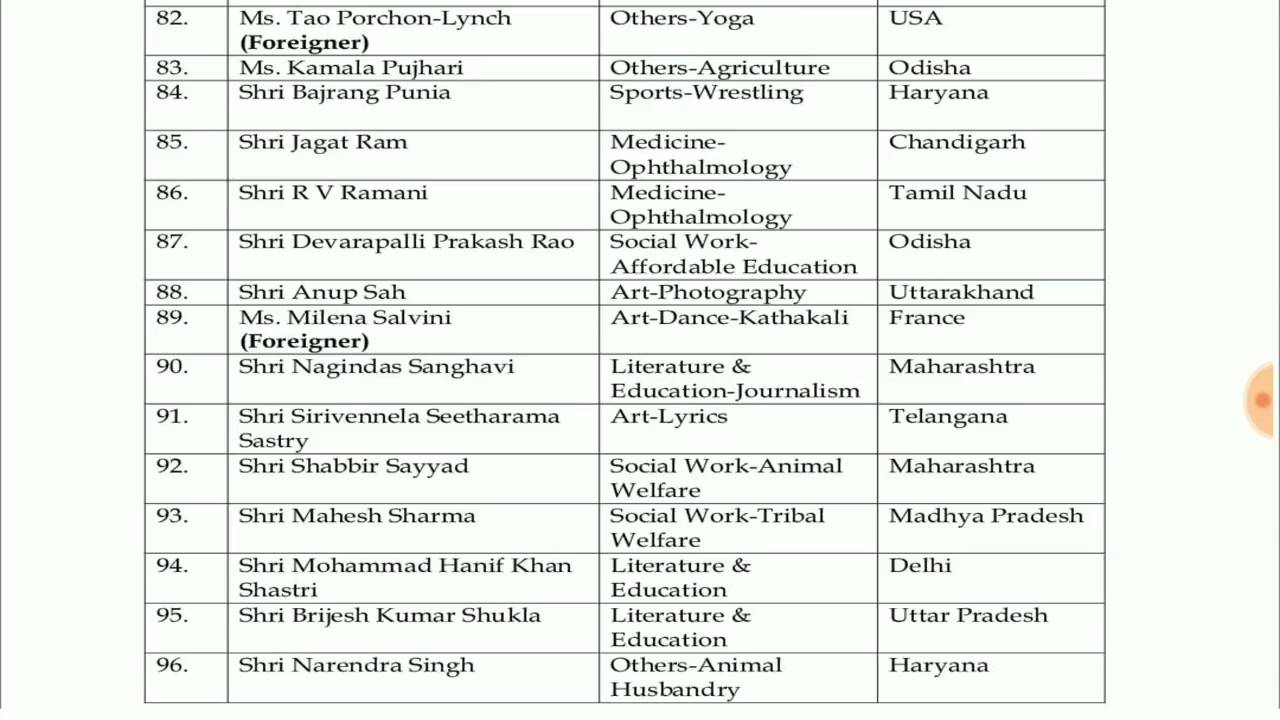 82. Ms. Tao Porchon-Lynch Others-Yoga USA
(Foreigner)
83. Ms. Kamala Pujhari Others-Agriculture Odisha
84. Shri Bajrang Punia Sports-Wrestling Haryana
85. Shri Jagat Ram Medicine- Chandigarh
Ophthalmology
86. Shri R V Ramani Medicine- Tamil Nadu
Ophthalmology
87. Shri Devarapalli Prakash Rao Social Work- Odisha
Affordable Education
88. Shri Anup Sah Art-Photography Uttarakhand
89. Ms. Milena Salvini Art-Dance-Kathakali France
(Foreigner)
90. Shri Nagindas Sanghavi Literature & Maharashtra
Education-Journalism
91. Shri Sirivennela Seetharama Art-Lyrics Telangana
Sastry
92. Shri Shabbir Sayyad Social Work-Animal Maharashtra
Welfare
93. Shri Mahesh Sharma Social Work-Tribal Madhya Pradesh
Welfare
94. Shri Mohammad Hanif Khan Literature & Delhi
Shastri Education
95. Shri Brijesh Kumar Shukla Literature & Uttar Pradesh
Education
96. Shri Narendra Singh Others-Animal Haryana
Husbandry